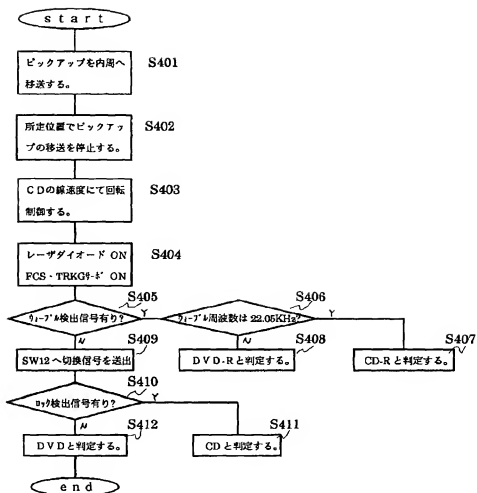 start
ピックアップを内周へ
移送する。
S401
所定位置でピックアッ
プの移送を停止する。
S402
CDの線速度にて回転
制御する。
S403
レーザダイオード ON
FCS・TRKGサーボ ON
S404
ウォーブル検出信号有り?
S405
Y
N
ウォーブル周波数は22.05KHz?
S406
Y
N
SW12へ切換信号を送出
S409
DVD-Rと判定する。
S408
CD-Rと判定する。
S407
ロック検出信号有り?
S410
Y
N
DVDと判定する。
S412
CDと判定する。
S411
end